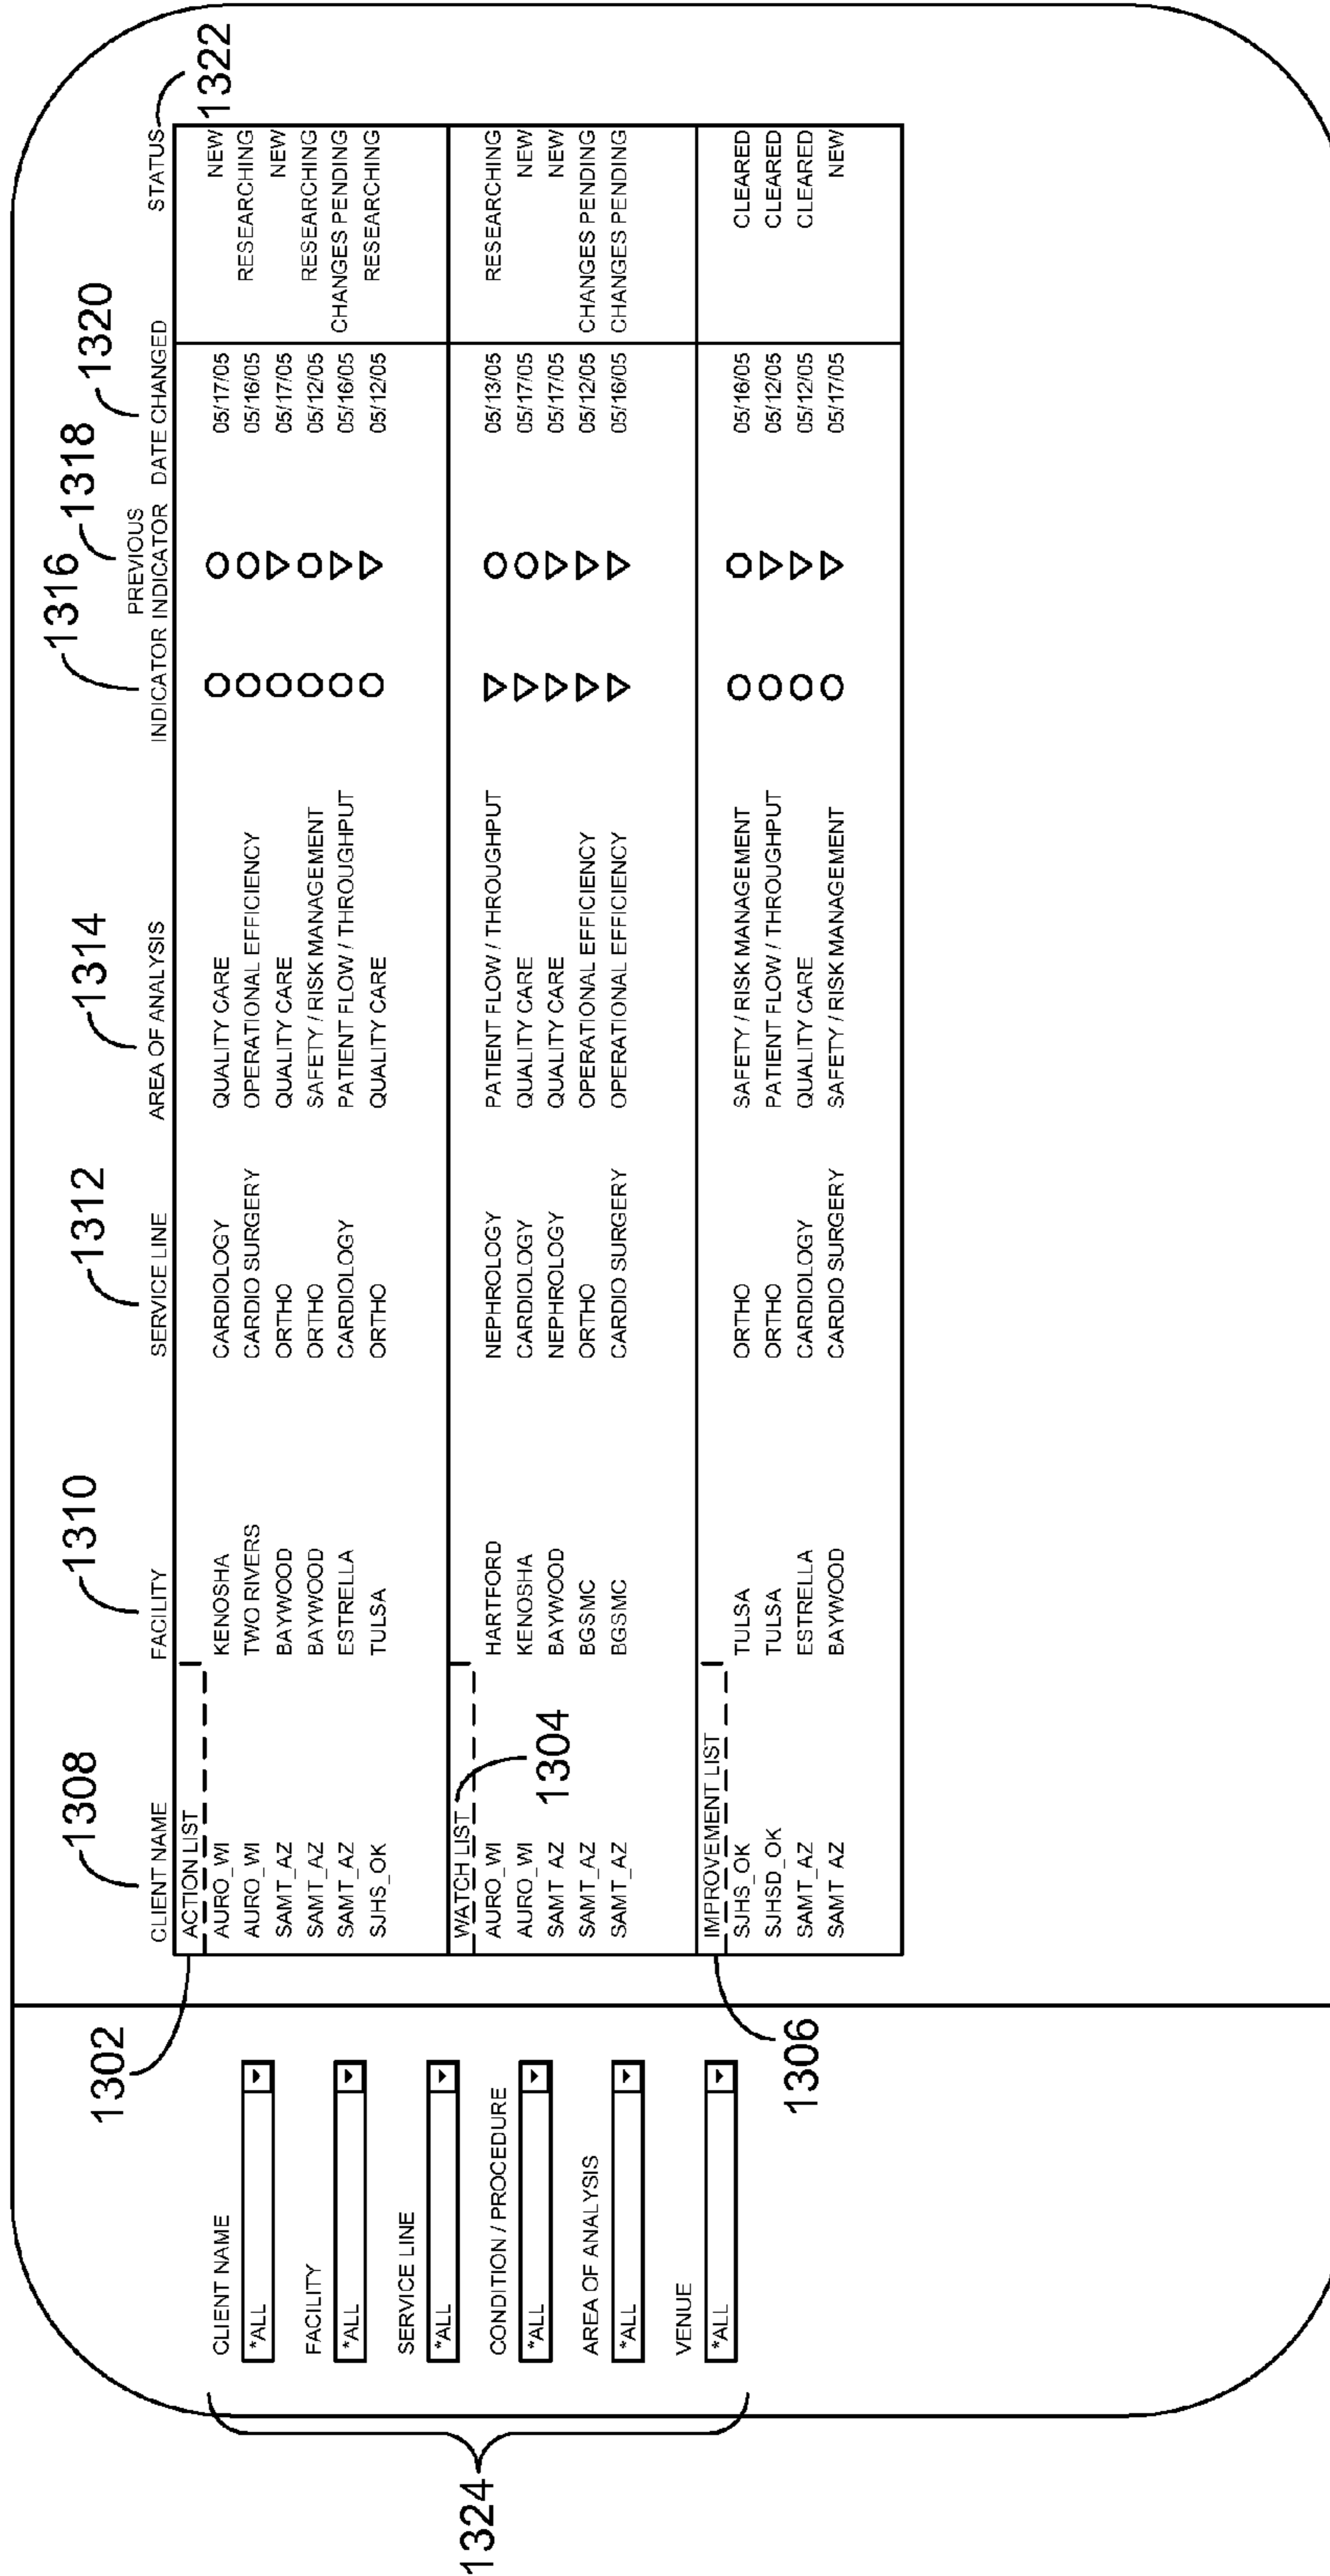 1308
1310
1312
1314
1316
1318
1320
1322
CLIENT NAME FACILITY SERVICE LINE AREA OF ANALYSIS INDICATOR PREVIOUS INDICATOR DATE CHANGED STATUS
1302
ACTION LIST
AURO_WI KENOSHA CARDIOLOGY QUALITY CARE 05/17/05 NEW
AURO_WI TWO RIVERS CARDIO SURGERY OPERATIONAL EFFICIENCY 05/16/05 RESEARCHING
SAMT_AZ BAYWOOD ORTHO QUALITY CARE 05/17/05 NEW
SAMT_AZ BAYWOOD ORTHO SAFETY / RISK MANAGEMENT 05/12/05 RESEARCHING
SAMT_AZ ESTRELLA CARDIOLOGY PATIENT FLOW / THROUGHPUT 05/16/05 CHANGES PENDING
SJHS_OK TULSA ORTHO QUALITY CARE 05/12/05 RESEARCHING
WATCH LIST
1304
AURO_WI HARTFORD NEPHROLOGY PATIENT FLOW / THROUGHPUT 05/13/05 RESEARCHING
AURO_WI KENOSHA CARDIOLOGY QUALITY CARE 05/17/05 NEW
SAMT_AZ BAYWOOD NEPHROLOGY QUALITY CARE 05/17/05 NEW
SAMT_AZ BGSMC ORTHO OPERATIONAL EFFICIENCY 05/12/05 CHANGES PENDING
SAMT_AZ BGSMC CARDIO SURGERY OPERATIONAL EFFICIENCY 05/16/05 CHANGES PENDING
IMPROVEMENT LIST
1306
SJHS_OK TULSA ORTHO SAFETY / RISK MANAGEMENT 05/16/05 CLEARED
SJHSD_OK TULSA ORTHO PATIENT FLOW / THROUGHPUT 05/12/05 CLEARED
SAMT_AZ ESTRELLA CARDIOLOGY QUALITY CARE 05/12/05 CLEARED
SAMT_AZ BAYWOOD CARDIO SURGERY SAFETY / RISK MANAGEMENT 05/17/05 NEW
1324
CLIENT NAME
*ALL
FACILITY
*ALL
SERVICE LINE
*ALL
CONDITION / PROCEDURE
*ALL
AREA OF ANALYSIS
*ALL
VENUE
*ALL